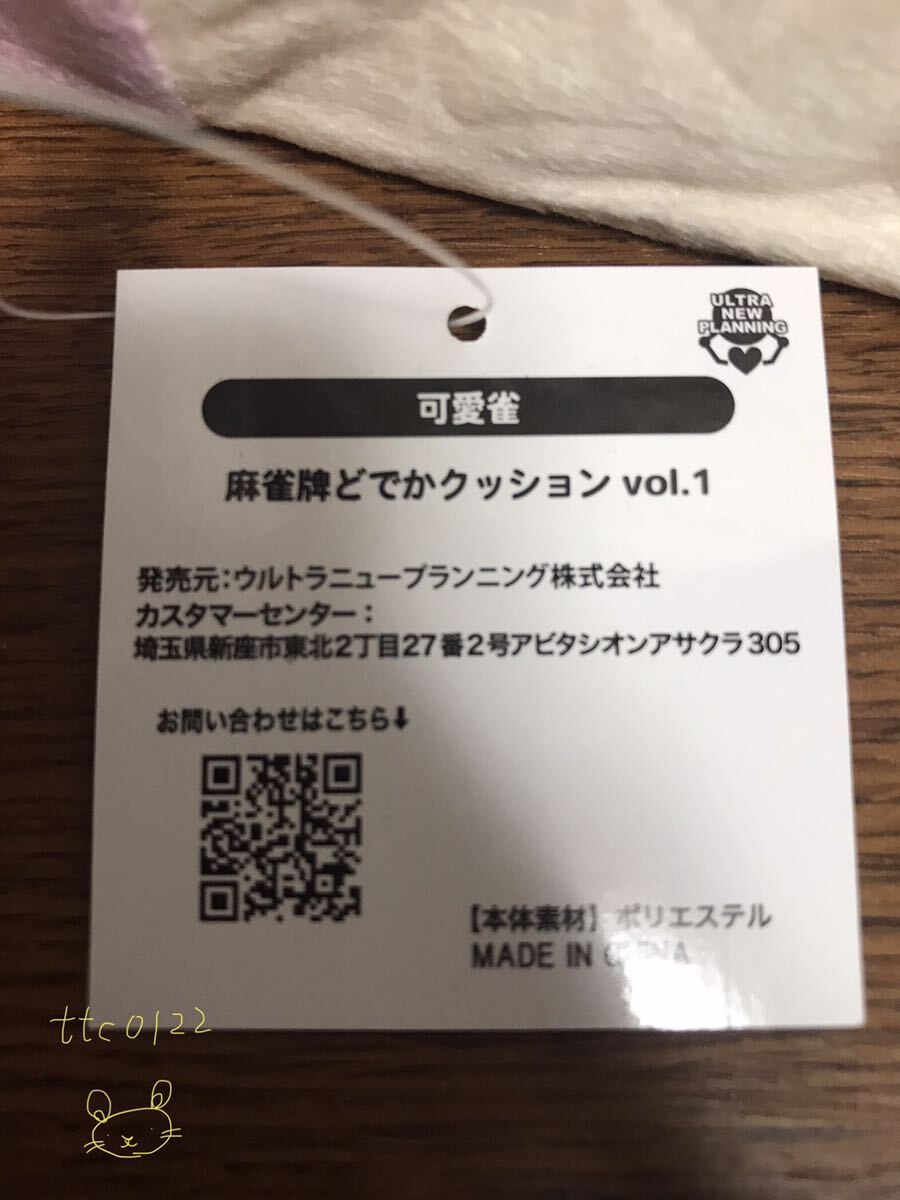 ULTRA
NEW
PLANNING
可愛雀
麻雀牌どでかクッション vol.1
発売元:ウルトラニュープランニング株式会社
カスタマーセンター:
埼玉県新座市東北2丁目27番2号アビタシオンアサクラ305
お問い合わせはこちら⬇
【本体素材】 ポリエステル
MADE IN
ttc0122